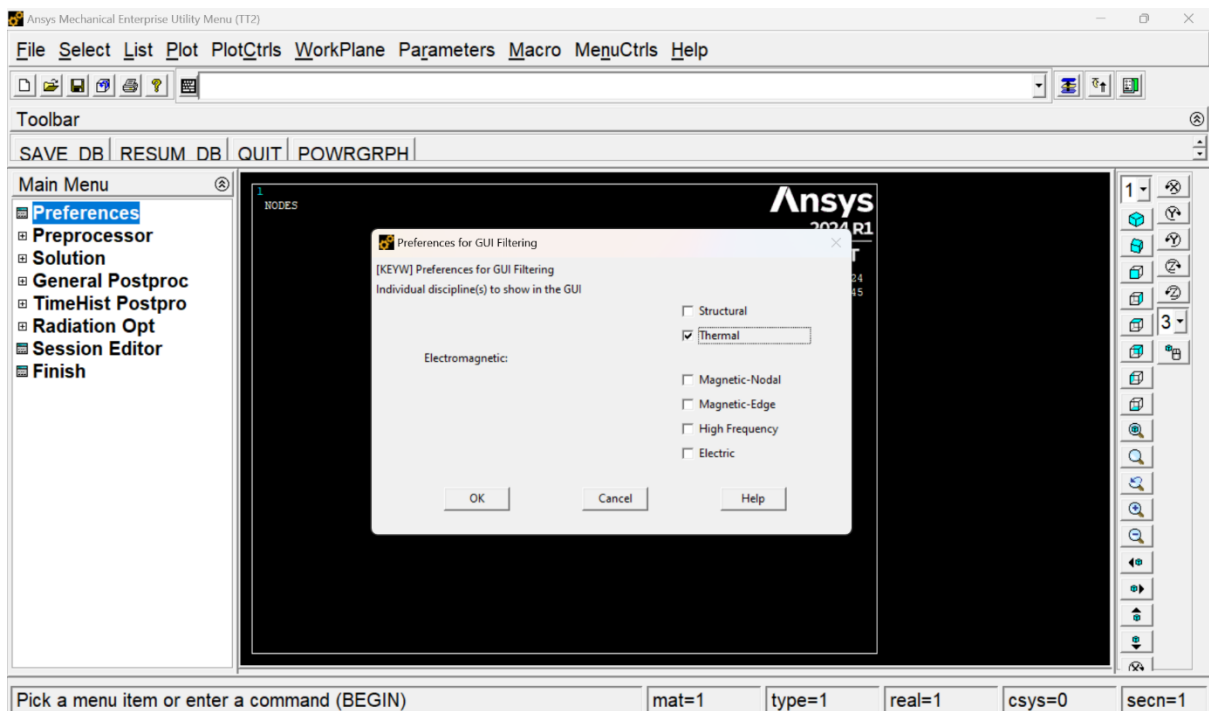 Ansys Mechanical Enterprise Utility Menu (TT2)
File Select List Plot PlotCtrls WorkPlane Parameters Macro MenuCtrls Help
Toolbar
SAVE_DB RESUM_DB QUIT POWRGRPH
Main Menu
Preferences
Preprocessor
Solution
General Postproc
TimeHist Postpro
Radiation Opt
Session Editor
Finish
1
NODES
Ansys
2024 R1
T
24
45
Preferences for GUI Filtering
[KEYW] Preferences for GUI Filtering
Individual discipline(s) to show in the GUI
Structural
Thermal
Electromagnetic:
Magnetic-Nodal
Magnetic-Edge
High Frequency
Electric
OK Cancel Help
1
3
Pick a menu item or enter a command (BEGIN) mat=1 type=1 real=1 csys=0 secn=1